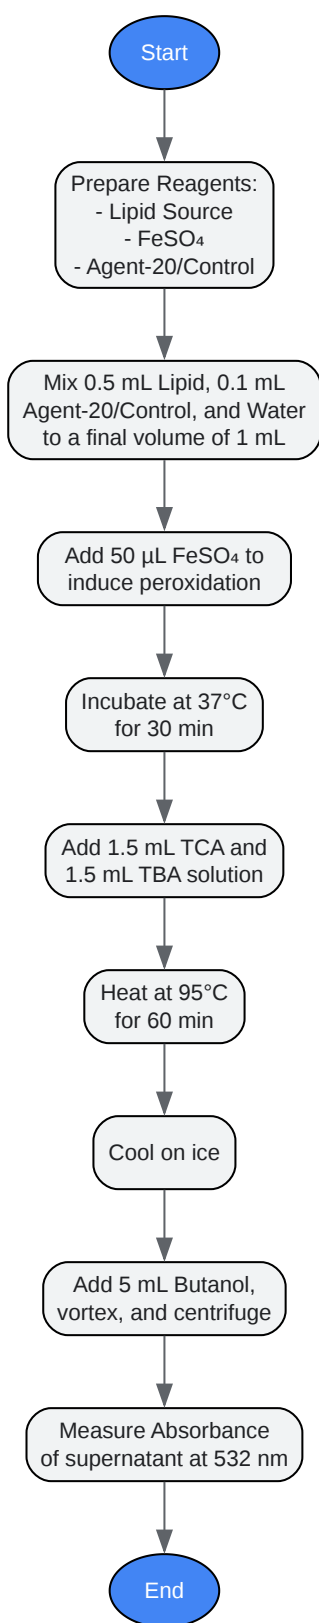 Start
Prepare Reagents:
- Lipid Source
- FeSO₄
- Agent-20/Control
Mix 0.5 mL Lipid, 0.1 mL
Agent-20/Control, and Water
to a final volume of 1 mL
Add 50 µL FeSO₄ to
induce peroxidation
Incubate at 37°C
for 30 min
Add 1.5 mL TCA and
1.5 mL TBA solution
Heat at 95°C
for 60 min
Cool on ice
Add 5 mL Butanol,
vortex, and centrifuge
Measure Absorbance
of supernatant at 532 nm
End